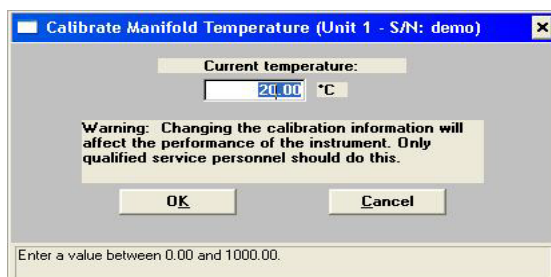 Calibrate Manifold Temperature (Unit 1 - S/N: demo)
Current temperature:
20.00 °C
Warning: Changing the calibration information will
affect the performance of the instrument. Only
qualified service personnel should do this.
OK Cancel
Enter a value between 0.00 and 1000.00.